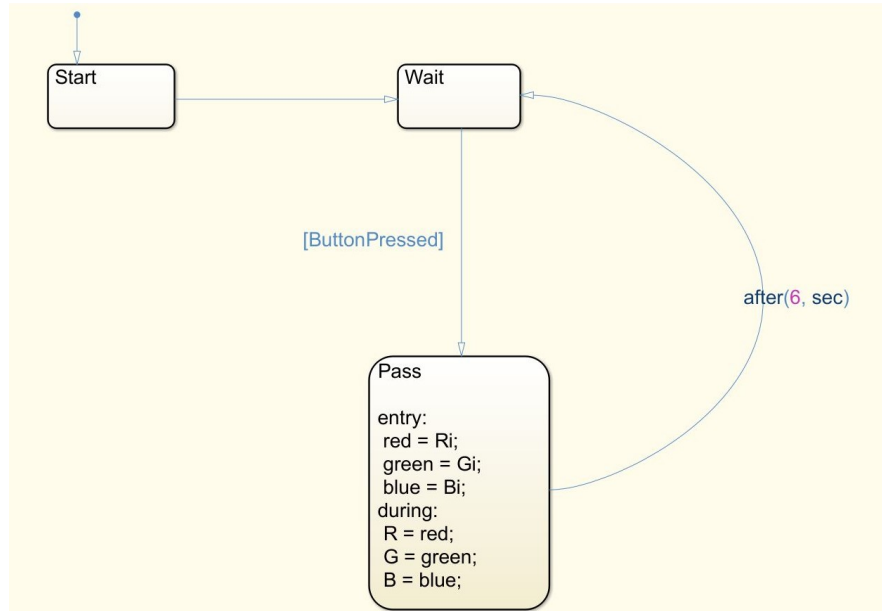 Start
Wait
[ButtonPressed]
after(6, sec)
Pass
entry:
red = Ri;
green = Gi;
blue = Bi;
during:
R = red;
G = green;
B = blue;